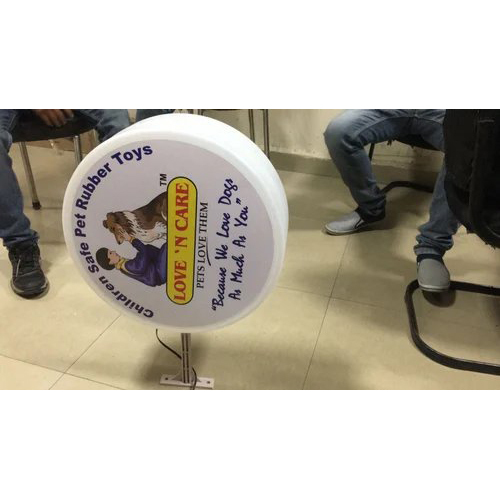 Children Safe Pet Rubber Toys
TM
LOVE 'N CARE
PETS LOVE THEM
"Because We Love Dogs
As Much As You"